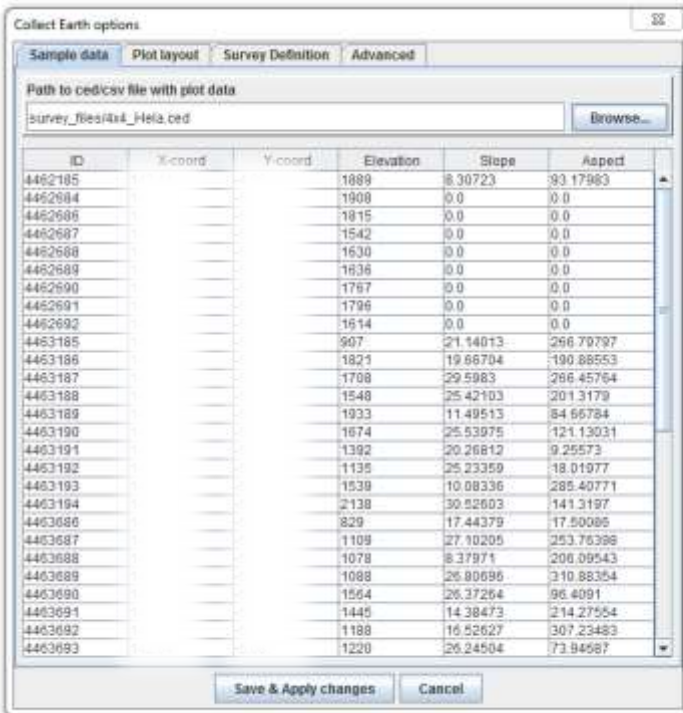 Collect Earth options
Sample data Plot layout Survey Definition Advanced
Path to ced/csv file with plot data
survey_files/4x4_Hela.ced Browse...
ID X-coord Y-coord Elevation Slope Aspect
4462185 1889 8.30723 93.17983
4462684 1908 0.0 0.0
4462686 1815 0.0 0.0
4462687 1542 0.0 0.0
4462688 1630 0.0 0.0
4462689 1636 0.0 0.0
4462690 1767 0.0 0.0
4462691 1796 0.0 0.0
4462692 1614 0.0 0.0
4463185 907 21.14013 266.79797
4463186 1821 19.66704 190.88553
4463187 1708 29.5983 266.45764
4463188 1548 25.42103 201.3179
4463189 1933 11.49513 84.66784
4463190 1674 25.53975 121.13031
4463191 1392 20.26812 9.25573
4463192 1135 25.23359 18.01977
4463193 1539 10.08336 285.40771
4463194 2138 30.52603 141.3197
4463686 829 17.44379 17.50086
4463687 1109 27.10205 253.76398
4463688 1078 8.37971 206.09543
4463689 1088 26.80696 310.88354
4463690 1564 26.37264 96.4091
4463691 1445 14.38473 214.27554
4463692 1188 16.52627 307.23483
4463693 1220 26.24504 73.94687
Save & Apply changes Cancel